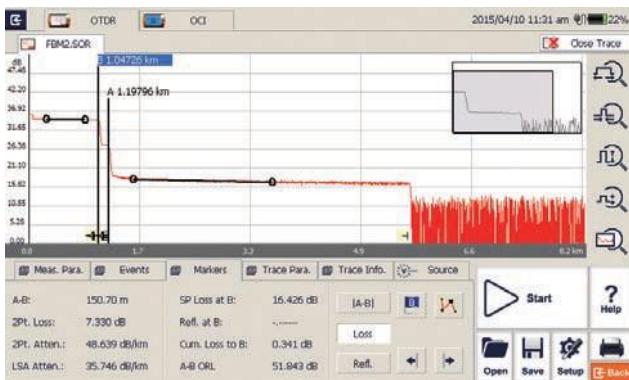 OTDR OCI 2015/04/10 11:31 am 22%
FBM2.SOR Close Trace
dB
47.46
B 1.04726 km
42.20
A 1.19796 km
36.92
31.65
26.38
21.10
15.82
10.55
5.28
0.00
0.0 1.7 3.3 4.9 6.6 8.2 km
Meas. Para. Events Markers Trace Para. Trace Info. Source
A-B: 150.70 m SP Loss at B: 16.426 dB |A-B| B
2Pt. Loss: 7.330 dB Refl. at B: -.----- Loss
2Pt. Atten.: 48.639 dB/km Cum. Loss to B: 0.341 dB
LSA Atten.: 35.746 dB/km A-B ORL 51.843 dB Refl.
Start
Help
Open Save Setup Back